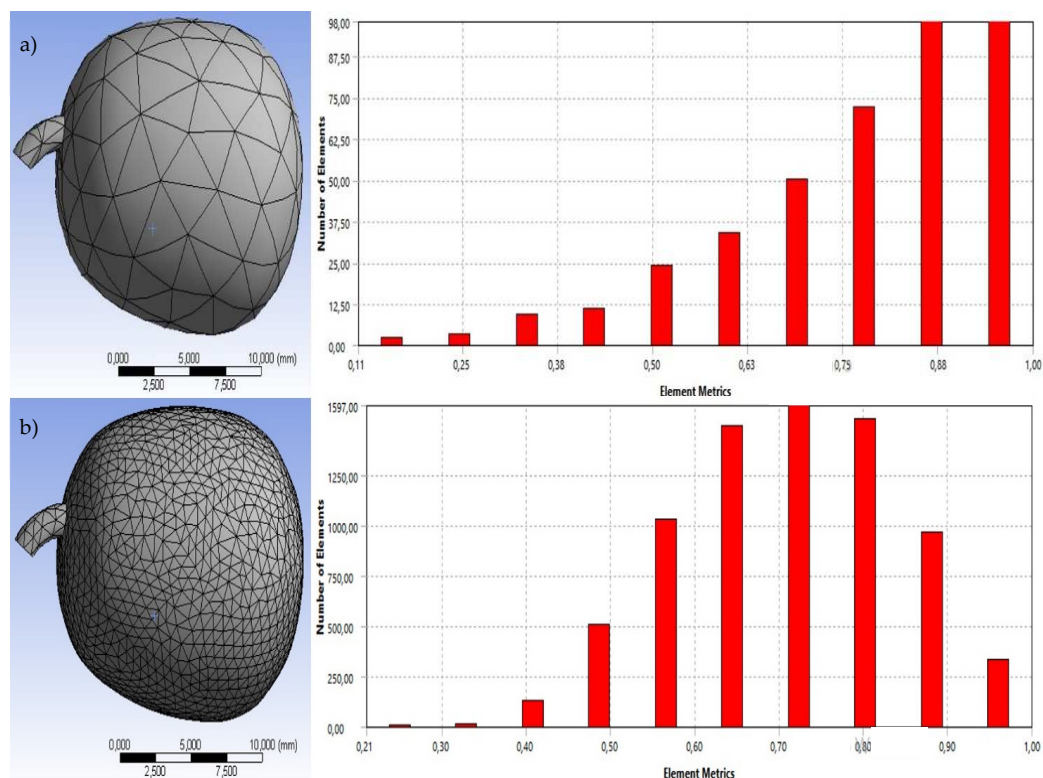 a)
0,000 5,000 10,000 (mm)
2,500 7,500
Number of Elements
98,00
87,50
75,00
62,50
50,00
37,50
25,00
12,50
0,00
0,11 0,25 0,38 0,50 0,63 0,75 0,88 1,00
Element Metrics
b)
0,000 5,000 10,000 (mm)
2,500 7,500
Number of Elements
1597,00
1250,00
1000,00
750,00
500,00
250,00
0,00
0,21 0,30 0,40 0,50 0,60 0,70 0,80 0,90 1,00
Element Metrics